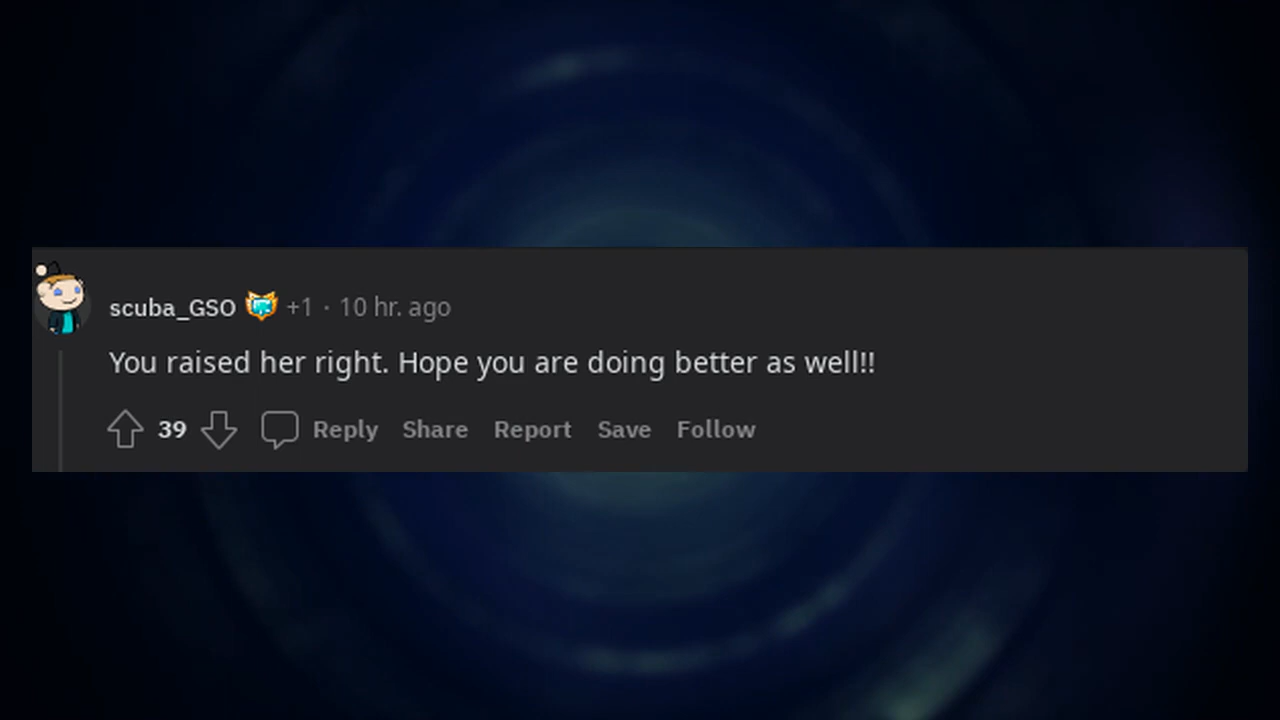 scuba_GSO +1 · 10 hr. ago
You raised her right. Hope you are doing better as well!!
39 Reply Share Report Save Follow